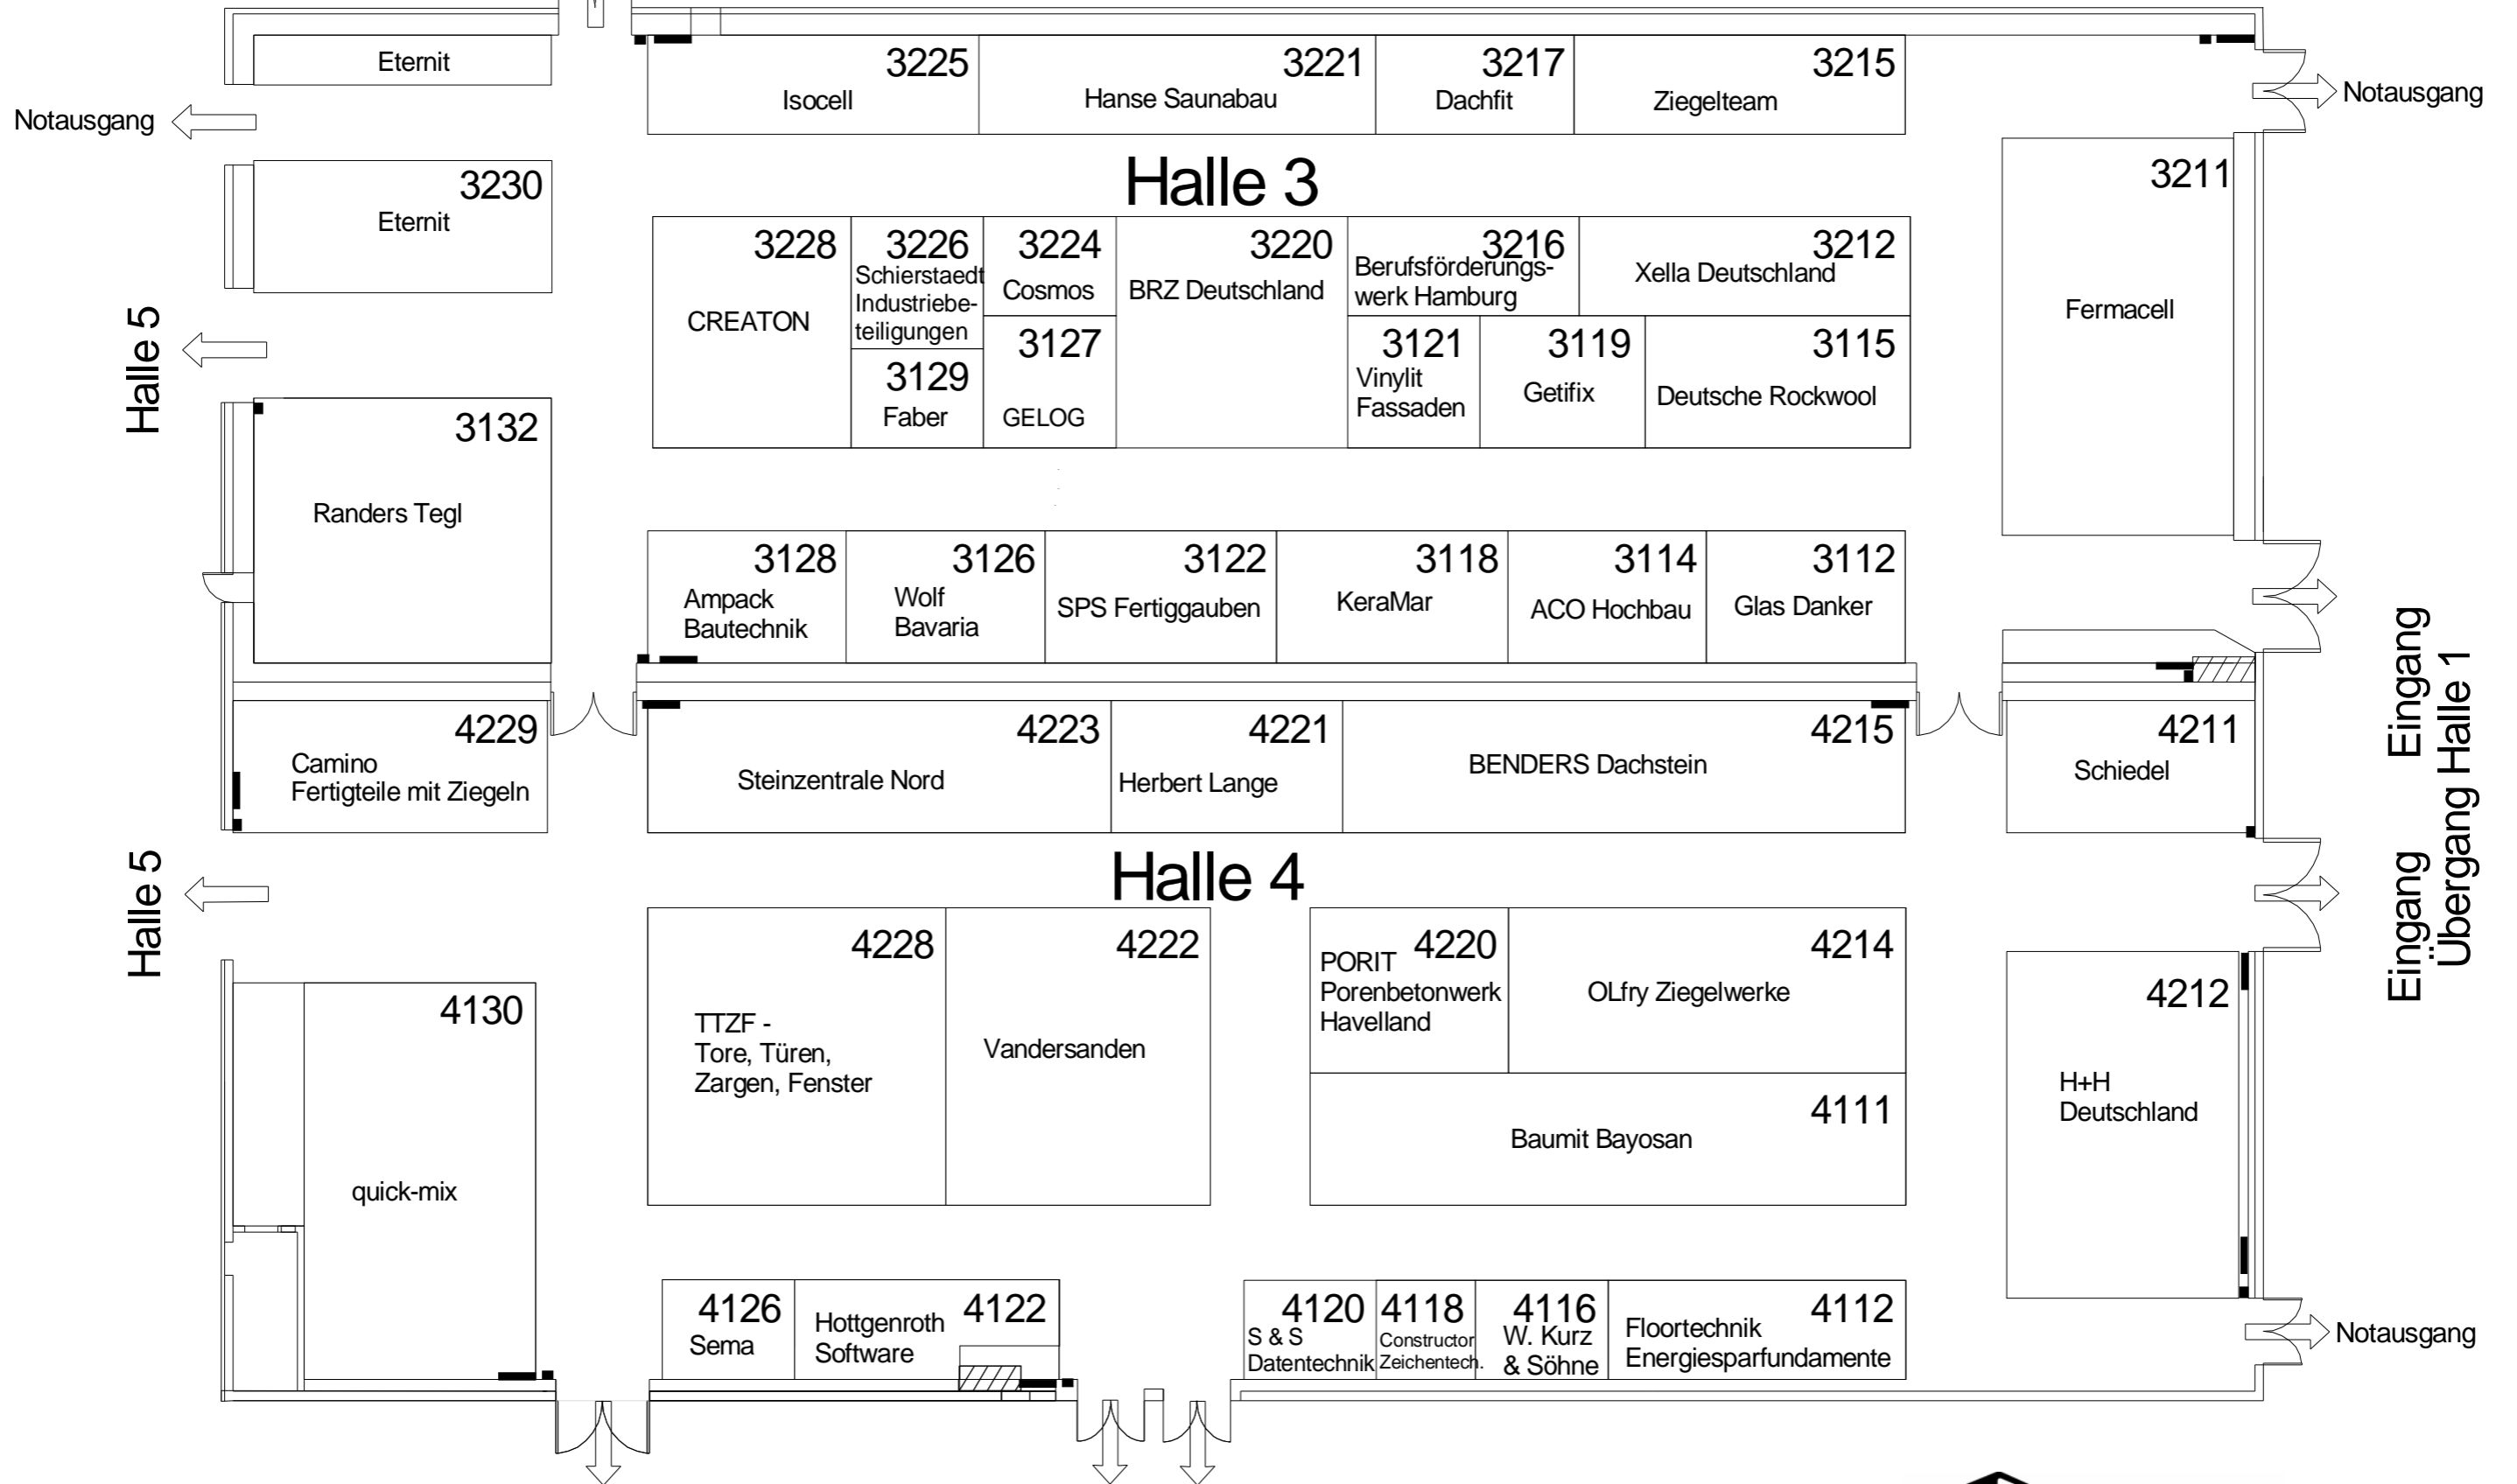 Eternit
Notausgang
3225
Isocell
3221
Hanse Saunabau
3217
Dachfit
3215
Ziegelteam
Notausgang
Halle 3
3230
Eternit
3211
Fermacell
3228
CREATON
3226
Schierstaedt
Industriebe-
teiligungen
3224
Cosmos
3220
BRZ Deutschland
3216
Berufsförderungs-
werk Hamburg
3212
Xella Deutschland
3129
Faber
3127
GELOG
3121
Vinylit
Fassaden
3119
Getifix
3115
Deutsche Rockwool
Halle 5
3132
Randers Tegl
3128
Ampack
Bautechnik
3126
Wolf
Bavaria
3122
SPS Fertiggauben
3118
KeraMar
3114
ACO Hochbau
3112
Glas Danker
Eingang
Übergang Halle 1
Eingang
4229
Camino
Fertigteile mit Ziegeln
4223
Steinzentrale Nord
4221
Herbert Lange
4215
BENDERS Dachstein
4211
Schiedel
Halle 4
Halle 5
4130
quick-mix
4228
TTZF -
Tore, Türen,
Zargen, Fenster
4222
Vandersanden
4220
PORIT
Porenbetonwerk
Havelland
4214
OLfry Ziegelwerke
4111
Baumit Bayosan
4212
H+H
Deutschland
4126
Sema
4122
Hottgenroth
Software
4120
S & S
Datentechnik
4118
Constructor
Zeichentech.
4116
W. Kurz
& Söhne
4112
Floortechnik
Energiesparfundamente
Notausgang